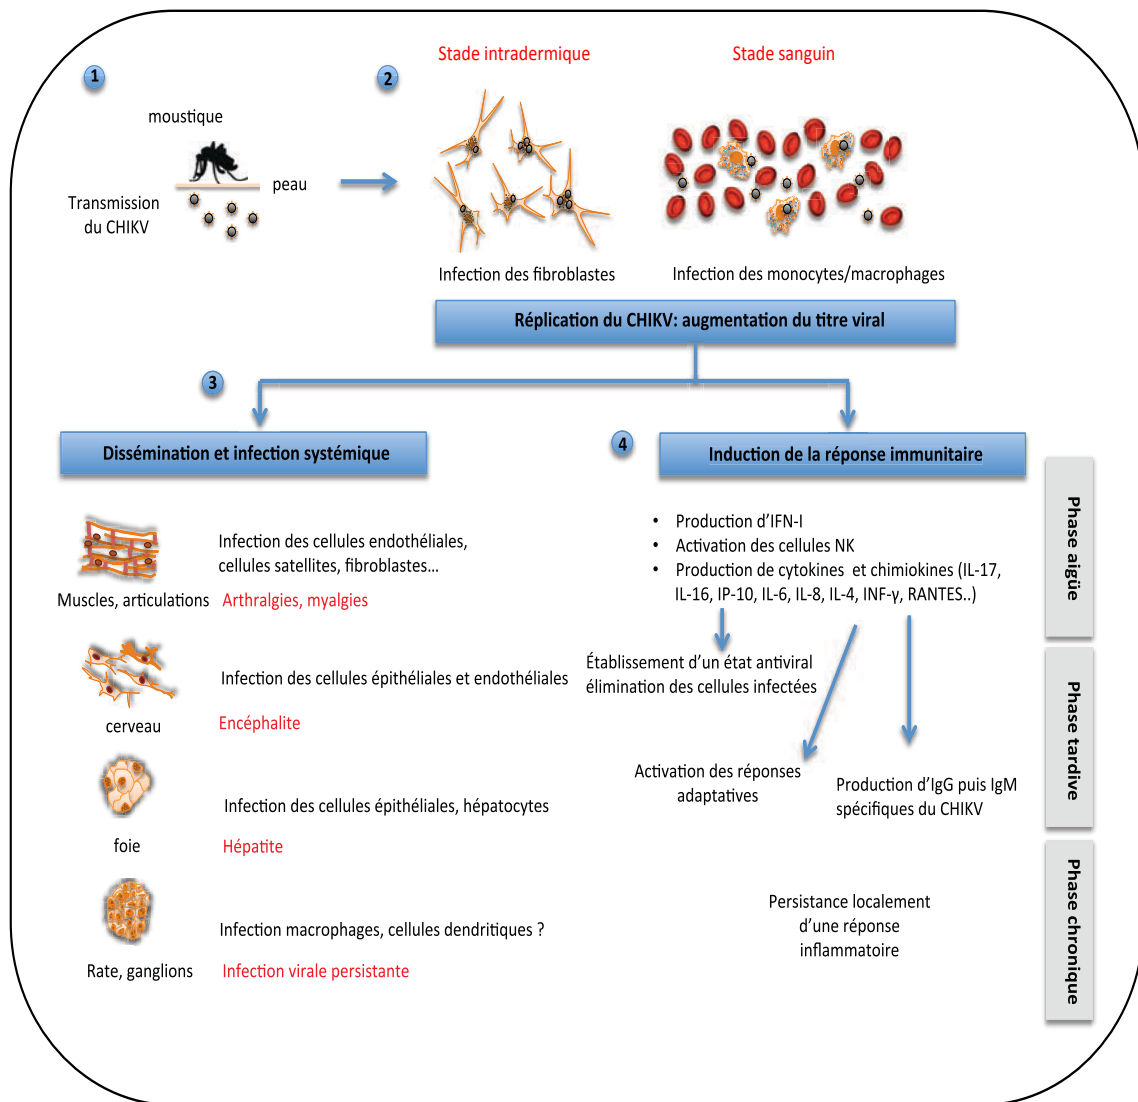 1
moustique
peau
Transmission
du CHIKV
2
Stade intradermique
Stade sanguin
Infection des fibroblastes
Infection des monocytes/macrophages
Réplication du CHIKV: augmentation du titre viral
3
Dissémination et infection systémique
Infection des cellules endothéliales,
cellules satellites, fibroblastes...
Muscles, articulations
Arthralgies, myalgies
Infection des cellules épithéliales et endothéliales
cerveau
Encéphalite
Infection des cellules épithéliales, hépatocytes
foie
Hépatite
Infection macrophages, cellules dendritiques ?
Rate, ganglions
Infection virale persistante
4
Induction de la réponse immunitaire
• Production d'IFN-I
• Activation des cellules NK
• Production de cytokines et chimiokines (IL-17,
IL-16, IP-10, IL-6, IL-8, IL-4, INF-γ, RANTES..)
Établissement d'un état antiviral
élimination des cellules infectées
Activation des réponses
adaptatives
Production d'IgG puis IgM
spécifiques du CHIKV
Persistance localement
d'une réponse
inflammatoire
Phase aigüe
Phase tardive
Phase chronique